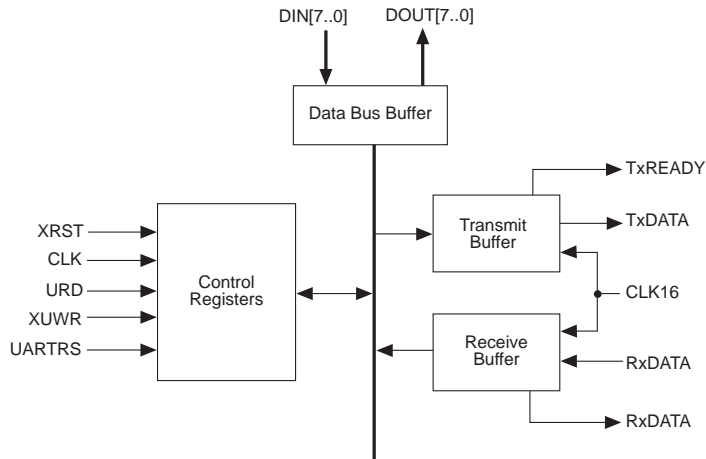 DIN[7..0]
DOUT[7..0]
Data Bus Buffer
TxREADY
Transmit
Buffer
TxDATA
XRST
CLK
URD
XUWR
UARTRS
Control
Registers
CLK16
Receive
Buffer
RxDATA
RxDATA